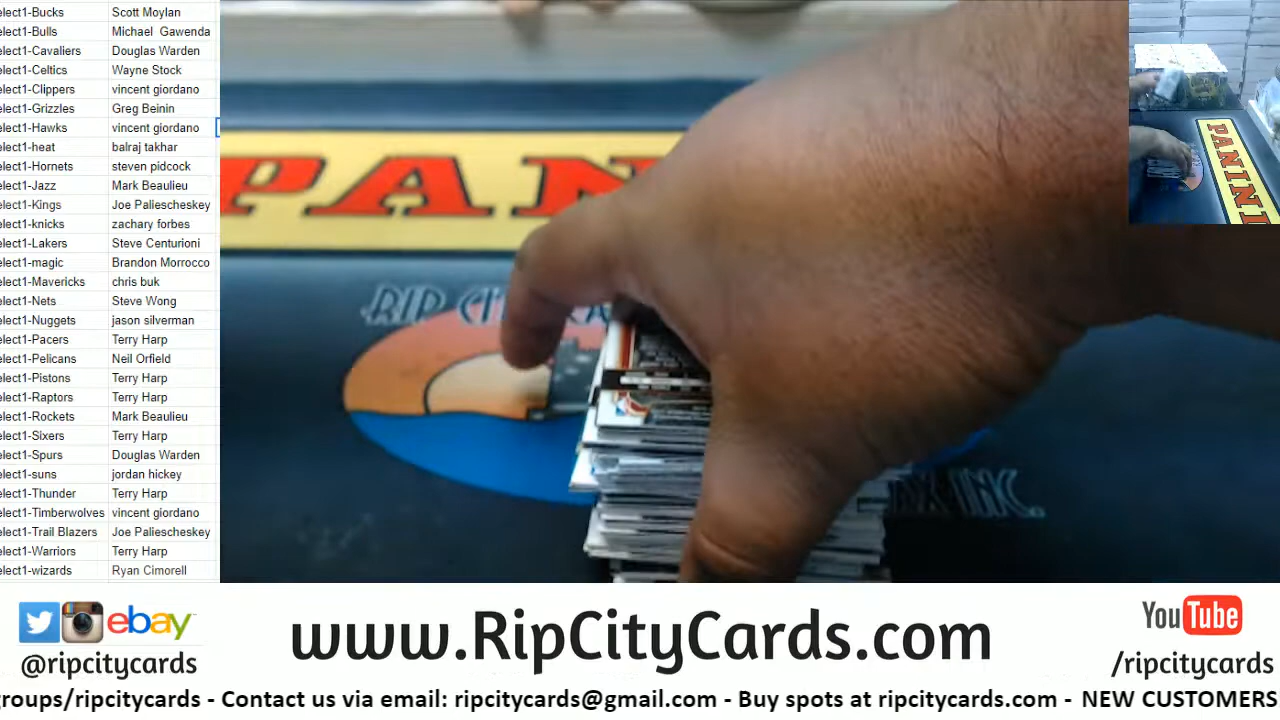 elect1-Bucks Scott Moylan
elect1-Bulls Michael Gawenda
elect1-Cavaliers Douglas Warden
elect1-Celtics Wayne Stock
elect1-Clippers vincent giordano
elect1-Grizzles Greg Beinin
elect1-Hawks vincent giordano
elect1-heat balraj takhar
elect1-Hornets steven pidcock
elect1-Jazz Mark Beaulieu
elect1-Kings Joe Paliescheskey
elect1-knicks zachary forbes
elect1-Lakers Steve Centurioni
elect1-magic Brandon Morrocco
elect1-Mavericks chris buk
elect1-Nets Steve Wong
elect1-Nuggets jason silverman
elect1-Pacers Terry Harp
elect1-Pelicans Neil Orfield
elect1-Pistons Terry Harp
elect1-Raptors Terry Harp
elect1-Rockets Mark Beaulieu
elect1-Sixers Terry Harp
elect1-Spurs Douglas Warden
elect1-suns jordan hickey
elect1-Thunder Terry Harp
elect1-Timberwolves vincent giordano
elect1-Trail Blazers Joe Paliescheskey
elect1-Warriors Terry Harp
elect1-wizards Ryan Cimorell
PANI
RIP CIT CA
AX INC.
PANINI
ebay
@ripcitycards
www.RipCityCards.com
YouTube
/ripcitycards
groups/ripcitycards - Contact us via email: ripcitycards@gmail.com - Buy spots at ripcitycards.com - NEW CUSTOMERS